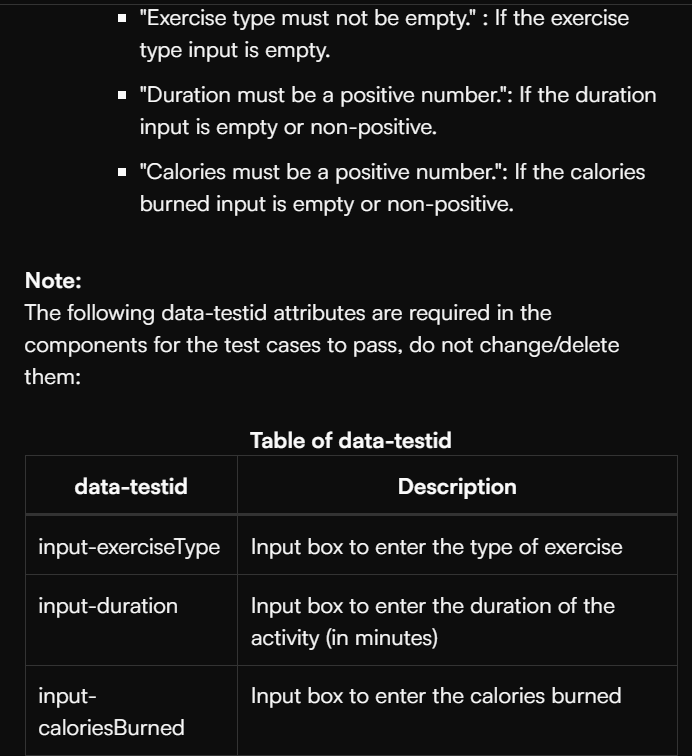 "Exercise type must not be empty." : If the exercise
type input is empty.
"Duration must be a positive number.": If the duration
input is empty or non-positive.
"Calories must be a positive number.": If the calories
burned input is empty or non-positive.
Note:
The following data-testid attributes are required in the
components for the test cases to pass, do not change/delete
them:
Table of data-testid
data-testid Description
input-exerciseType Input box to enter the type of exercise
input-duration Input box to enter the duration of the
activity (in minutes)
input- Input box to enter the calories burned
caloriesBurned